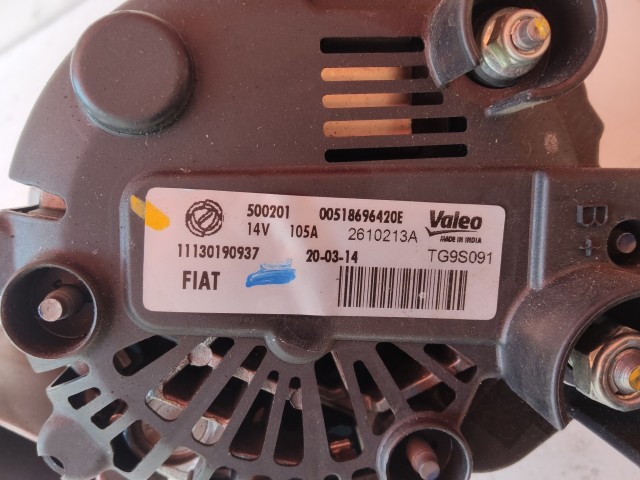 500201 00518696420E Valeo
14V 105A 2610213A MADE IN INDIA
11130190937 20-03-14 TG9S091
FIAT
B
+